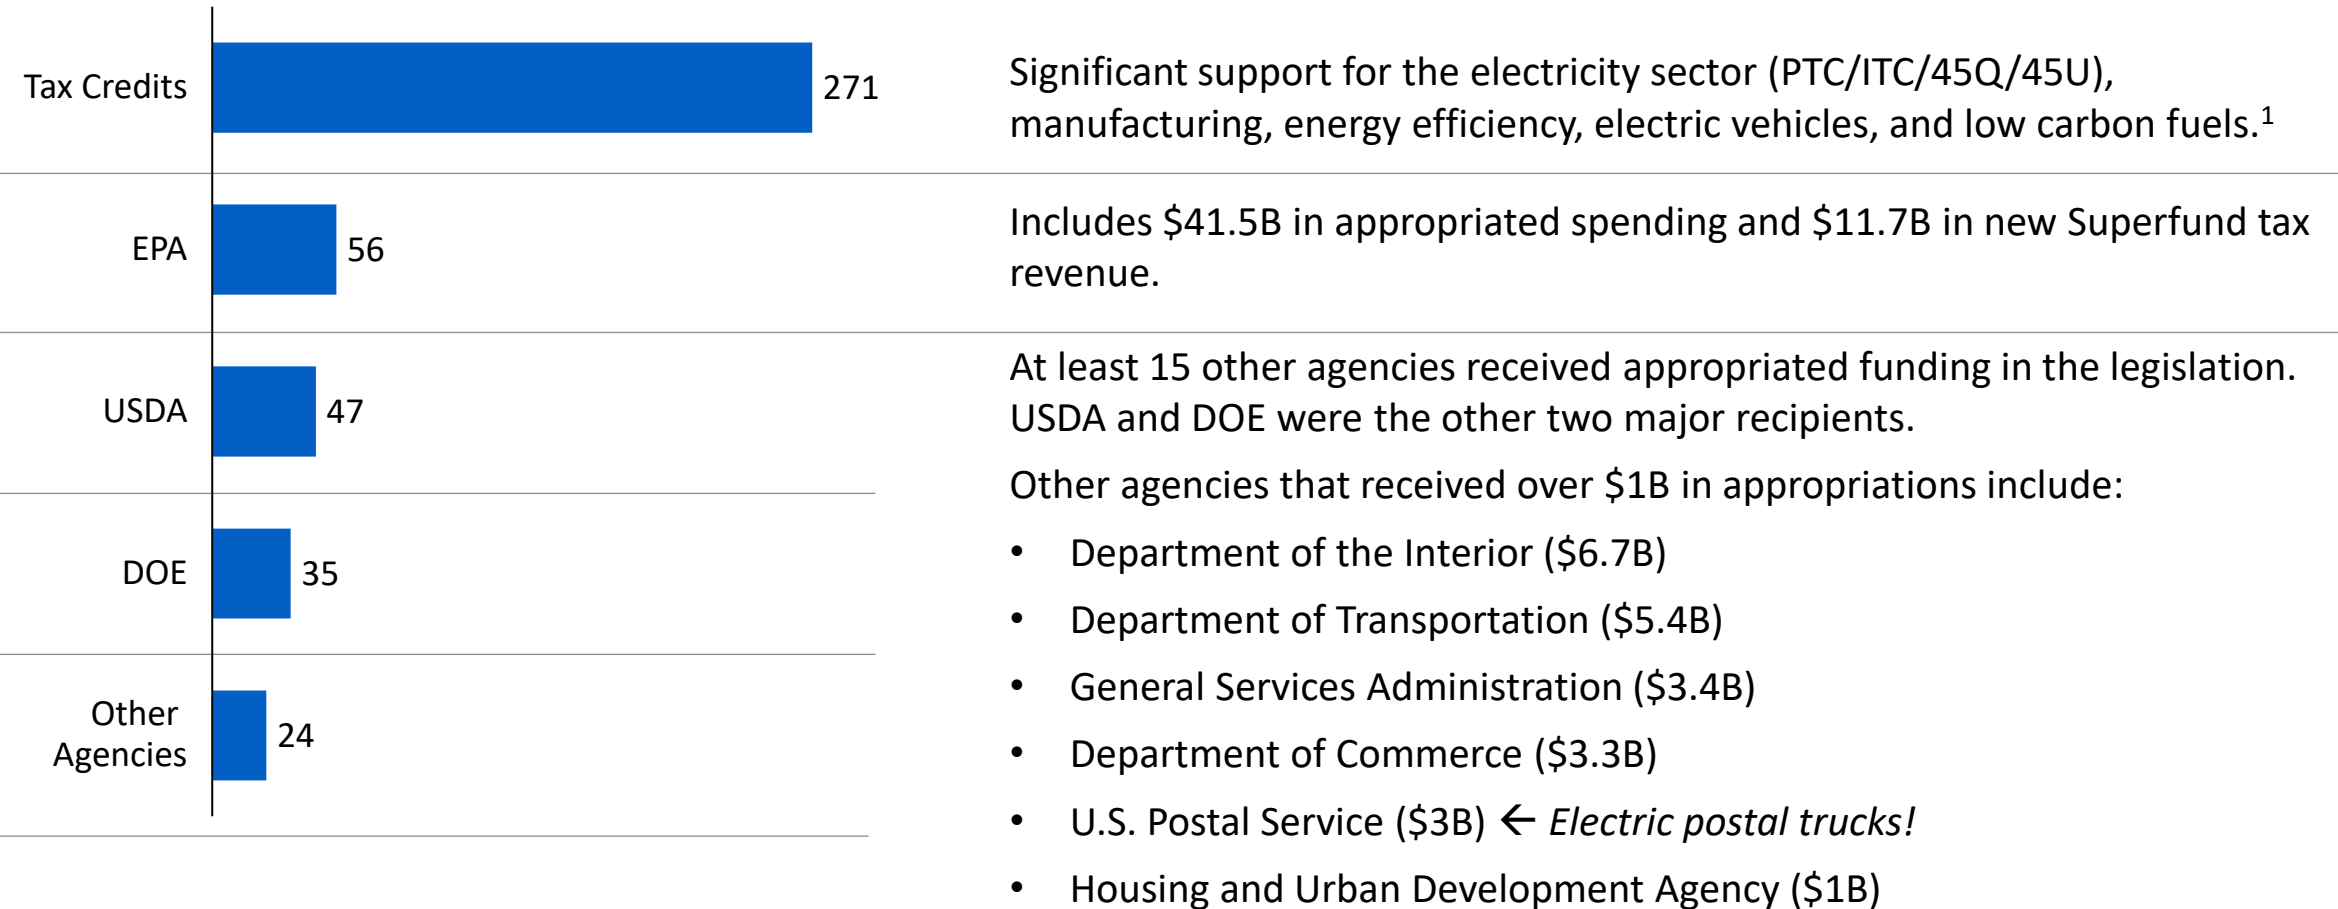 Tax Credits
271
Significant support for the electricity sector (PTC/ITC/45Q/45U),
manufacturing, energy efficiency, electric vehicles, and low carbon fuels.1
EPA
56
Includes $41.5B in appropriated spending and $11.7B in new Superfund tax
revenue.
USDA
47
DOE
35
Other
Agencies
24
At least 15 other agencies received appropriated funding in the legislation.
USDA and DOE were the other two major recipients.
Other agencies that received over $1B in appropriations include:
• Department of the Interior ($6.7B)
• Department of Transportation ($5.4B)
• General Services Administration ($3.4B)
• Department of Commerce ($3.3B)
• U.S. Postal Service ($3B) ← Electric postal trucks!
• Housing and Urban Development Agency ($1B)